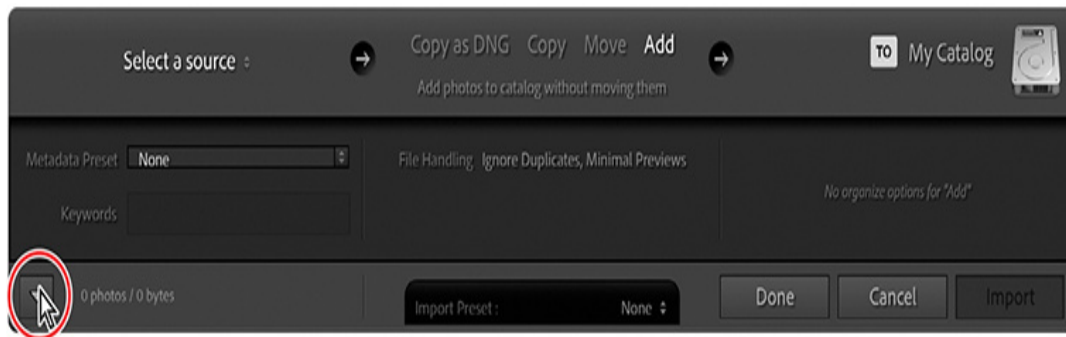 Select a source
Copy as DNG Copy Move Add
Add photos to catalog without moving them
TO My Catalog
Metadata Preset None
File Handling Ignore Duplicates, Minimal Previews
Keywords
No organize options for "Add"
0 photos / 0 bytes
Import Preset : None
Done Cancel Import